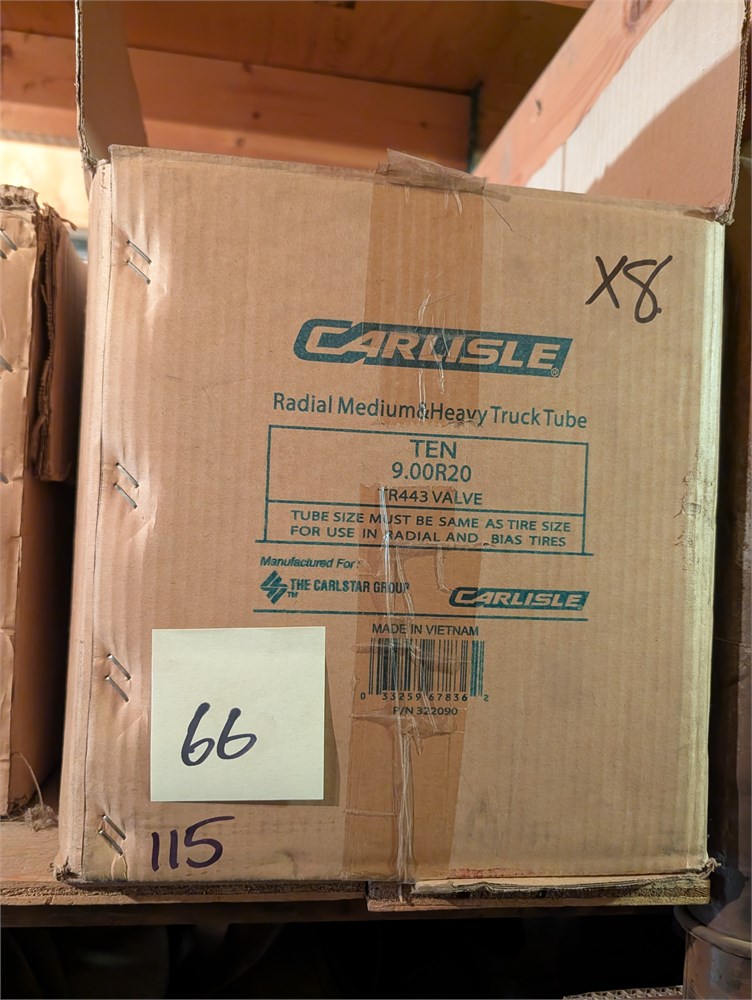 X8
CARLISLE®
Radial Medium&Heavy Truck Tube
TEN
9.00R20
TR443 VALVE
TUBE SIZE MUST BE SAME AS TIRE SIZE
FOR USE IN RADIAL AND BIAS TIRES
Manufactured For:
THE CARLSTAR GROUP™ CARLISLE
MADE IN VIETNAM
0 33259 67836 2
P/N 322090
66
115